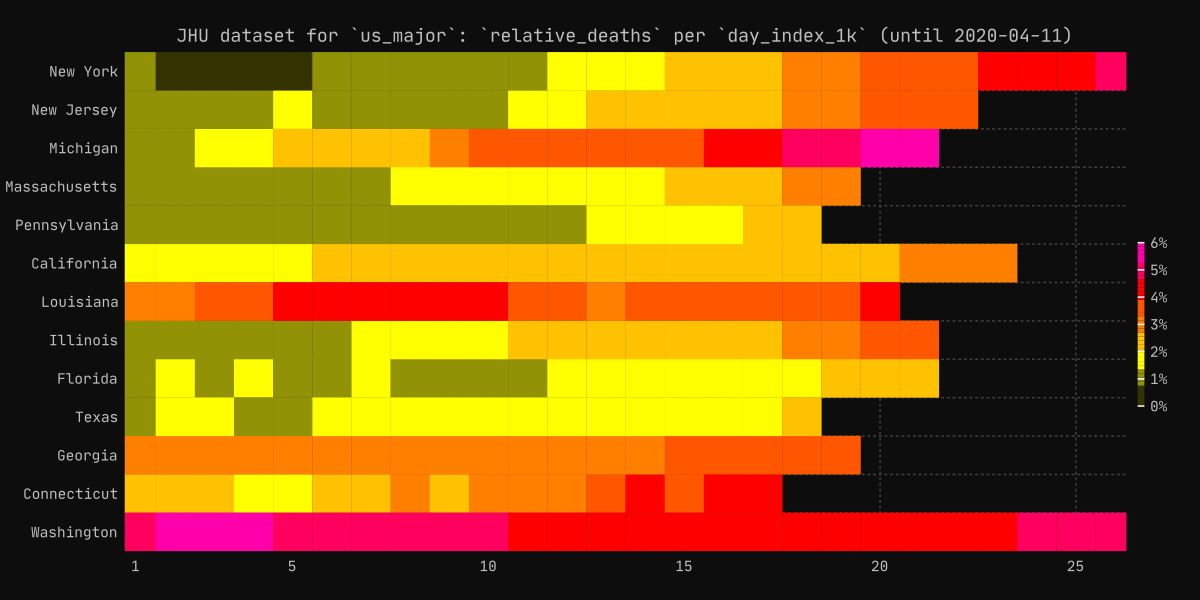 JHU dataset for `us_major`: `relative_deaths` per `day_index_1k` (until 2020-04-11)
New York
New Jersey
Michigan
Massachusetts
Pennsylvania
California
Louisiana
Illinois
Florida
Texas
Georgia
Connecticut
Washington
1 5 10 15 20 25
6%
5%
4%
3%
2%
1%
0%